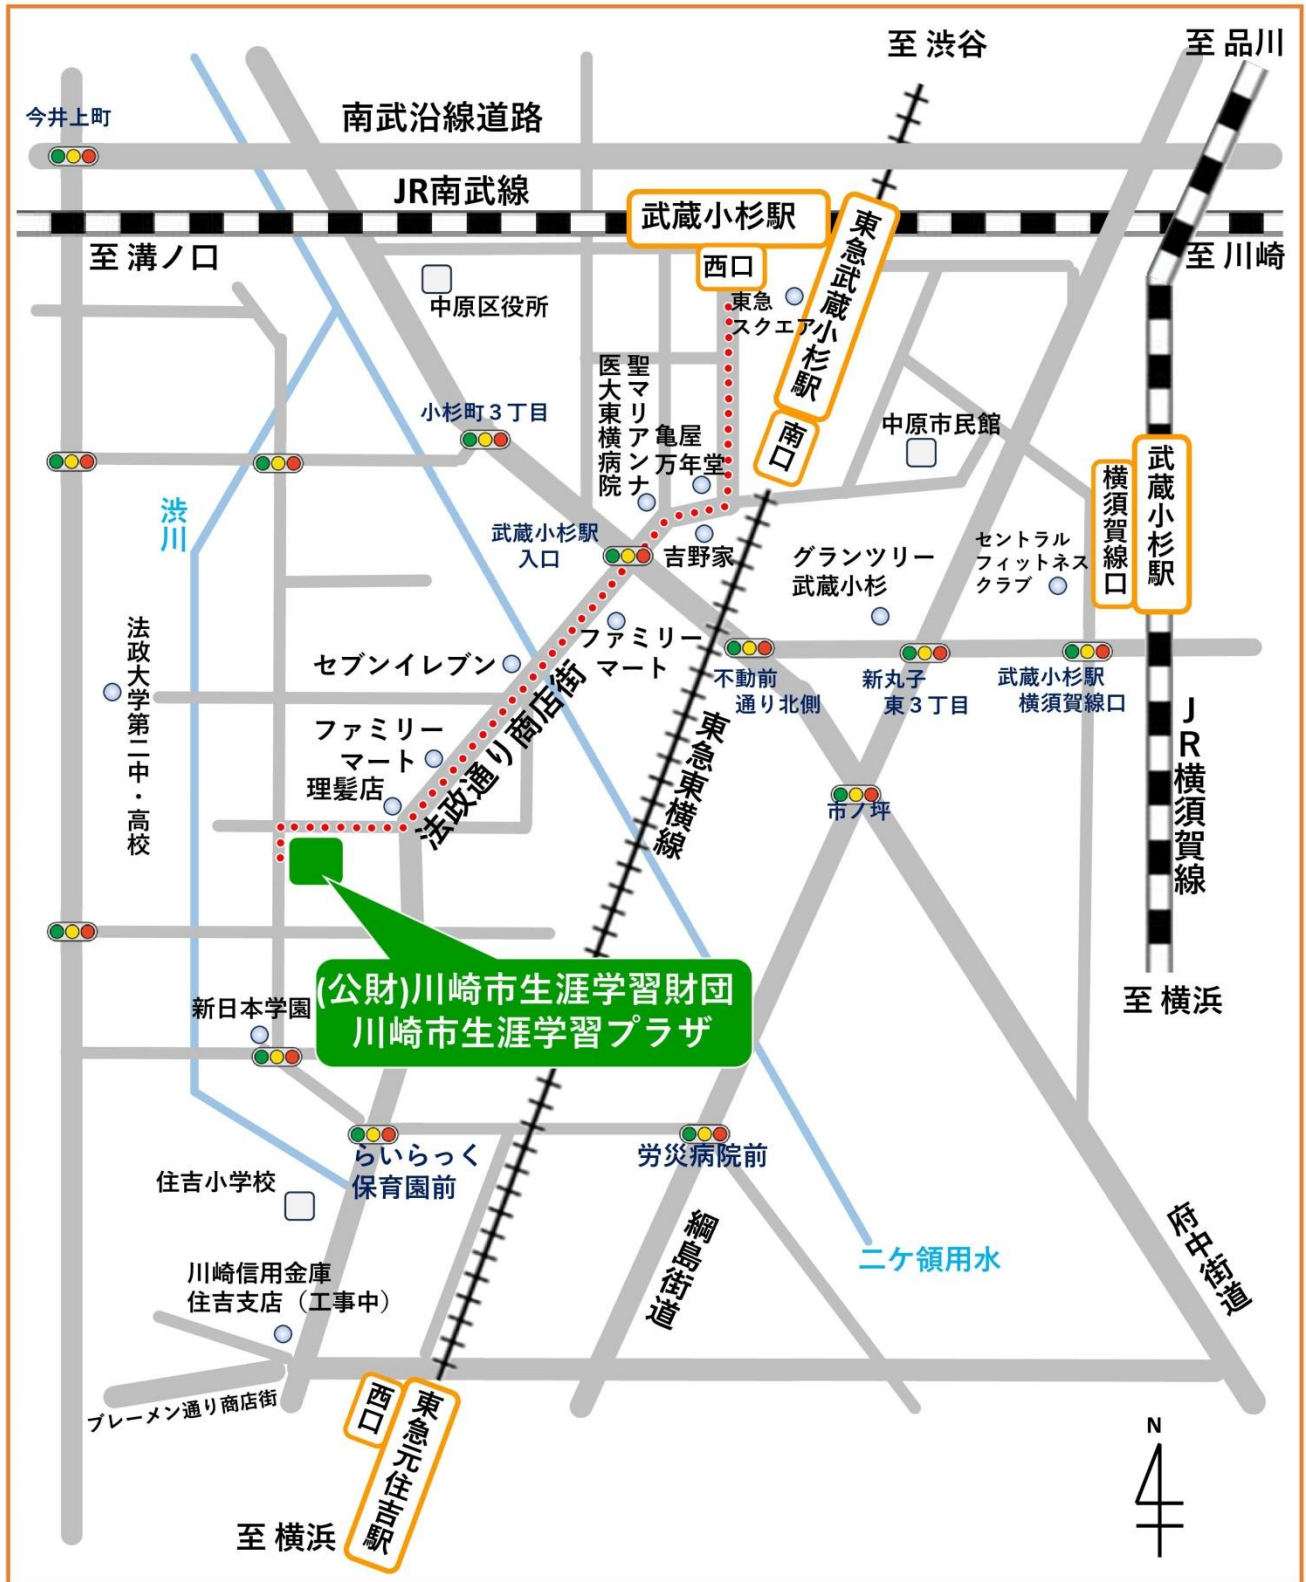 至 渋谷
至 品川
今井上町
南武沿線道路
JR南武線
武蔵小杉駅
東急武蔵小杉駅
至 溝ノ口
西口
至 川崎
中原区役所
東急
スクエア
聖マリアンナ
医大東横病院
小杉町3丁目
亀屋
万年堂
南口
中原市民館
武蔵小杉駅
横須賀線口
渋川
武蔵小杉駅
入口
吉野家
グランツリー
武蔵小杉
セントラル
フィットネス
クラブ
法政大学第二中・高校
セブンイレブン
ファミリー
マート
不動前
通り北側
新丸子
東3丁目
武蔵小杉駅
横須賀線口
ファミリー
マート
法政通り商店街
東急東横線
JR横須賀線
理髪店
市ノ坪
(公財)川崎市生涯学習財団
川崎市生涯学習プラザ
新日本学園
至 横浜
らいらっく
保育園前
労災病院前
住吉小学校
綱島街道
府中街道
二ケ領用水
川崎信用金庫
住吉支店（工事中）
ブレーメン通り商店街
西口
東急元住吉駅
N
至 横浜